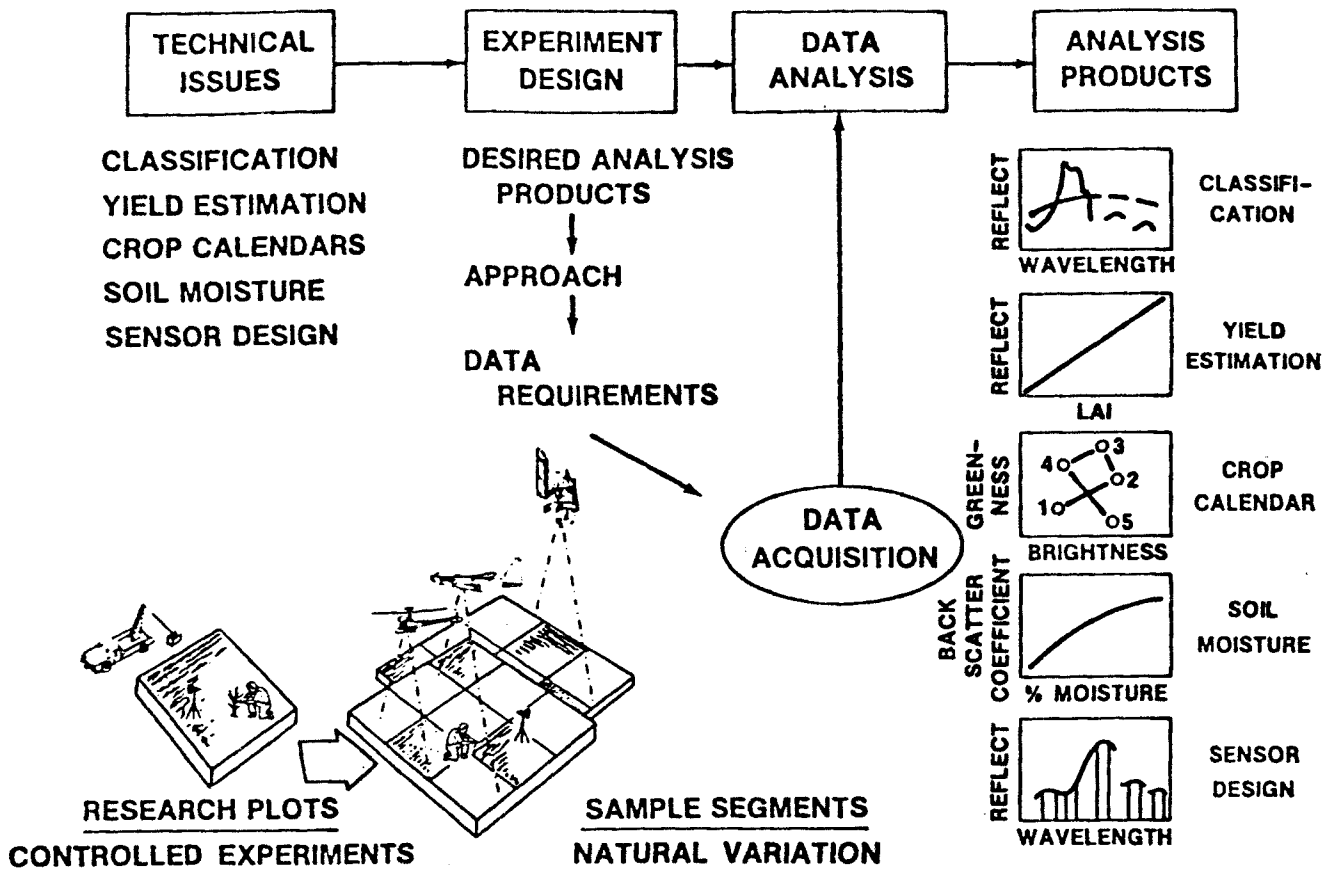 TECHNICAL
ISSUES
EXPERIMENT
DESIGN
DATA
ANALYSIS
ANALYSIS
PRODUCTS
CLASSIFICATION
YIELD ESTIMATION
CROP CALENDARS
SOIL MOISTURE
SENSOR DESIGN
DESIRED ANALYSIS
PRODUCTS
APPROACH
DATA
REQUIREMENTS
DATA
ACQUISITION
REFLECT
WAVELENGTH
CLASSIFI-
CATION
REFLECT
LAI
YIELD
ESTIMATION
GREEN-
NESS
4
3
2
1
5
BRIGHTNESS
CROP
CALENDAR
BACK
SCATTER
COEFFICIENT
% MOISTURE
SOIL
MOISTURE
REFLECT
WAVELENGTH
SENSOR
DESIGN
RESEARCH PLOTS
CONTROLLED EXPERIMENTS
SAMPLE SEGMENTS
NATURAL VARIATION